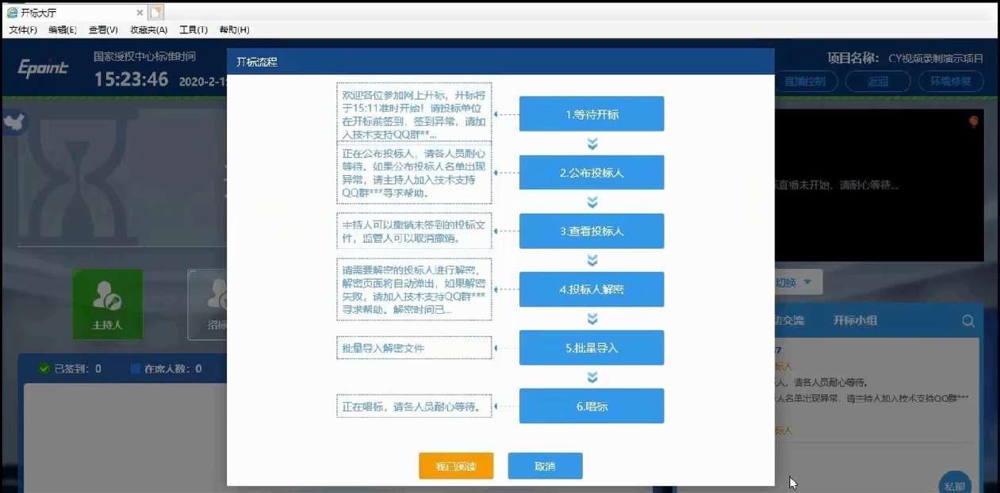 开标大厅
文件(F) 编辑(E) 查看(V) 收藏夹(A) 工具(T) 帮助(H)
Epoint
国家授权中心标准时间
15:23:46 2020-2-1
项目名称： CY视频录制演示项目
直播控制 返回 环境修复
开标流程
欢迎各位参加网上开标，开标将
于15:11准时开始！请投标单位
在开标前签到，签到异常，请加
入技术支持QQ群**...
1.等待开标
正在公布投标人，请各人员耐心
等待。如果公布投标人名单出现
异常，请主持人加入技术支持
QQ群***寻求帮助。
2.公布投标人
主持人可以撤销未签到的投标文
件，监管人可以取消撤销。
3.查看投标人
请需要解密的投标人进行解密，
解密页面将自动弹出，如果解密
失败，请加入技术支持QQ群***
寻求帮助。解密时间已...
4.投标人解密
批量导入解密文件
5.批量导入
正在唱标，请各人员耐心等待。
6.唱标
我已阅读 取消
直播未开始，请耐心等待...
主持人
招标
切换
交流 开标小组
已签到：0 在席人数：0
7
标人
人，请各人员耐心等待。
人名单出现异常，请主持人加入技术支持QQ群***
标人
私聊